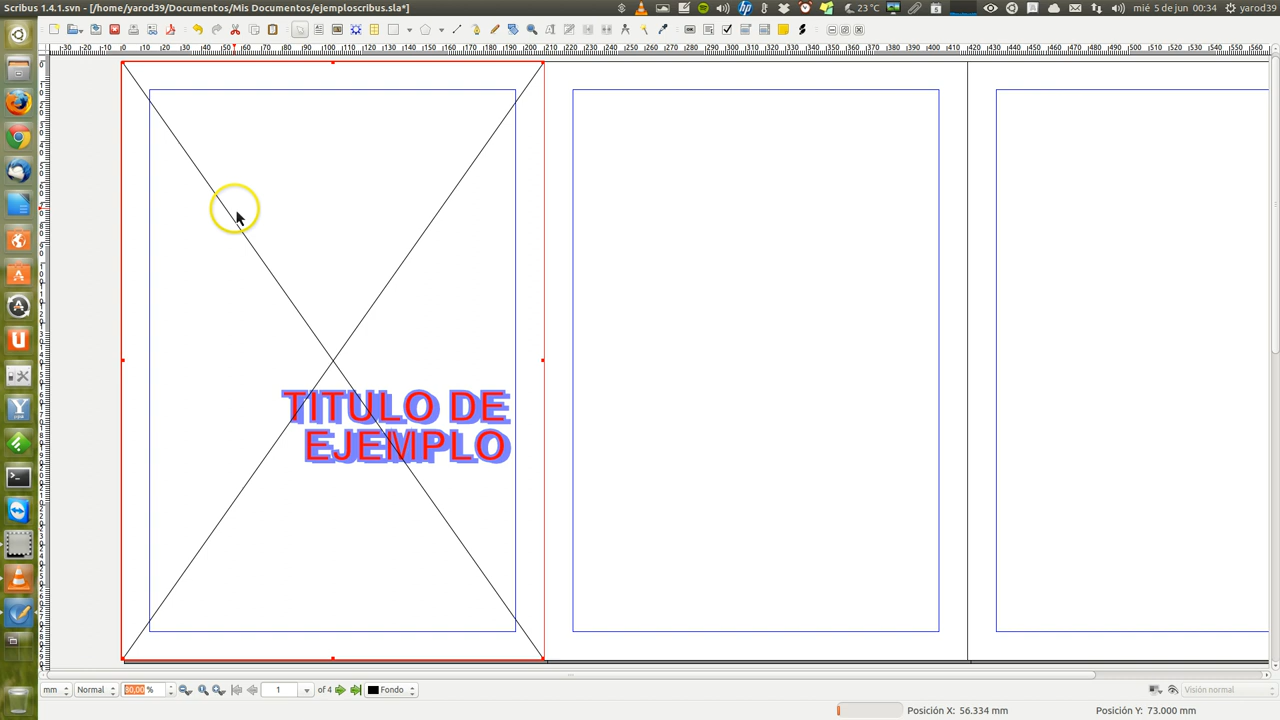 Scribus 1.4.1.svn - [/home/yarod39/Documentos/Mis Documentos/ejemploscribus.sla*]
23°C
mié 5 de jun 00:34
yarod39
TITULO DE
EJEMPLO
mm
Normal
80,00 %
1
of 4
Fondo
Visión normal
Posición X: 56.334 mm
Posición Y: 73.000 mm